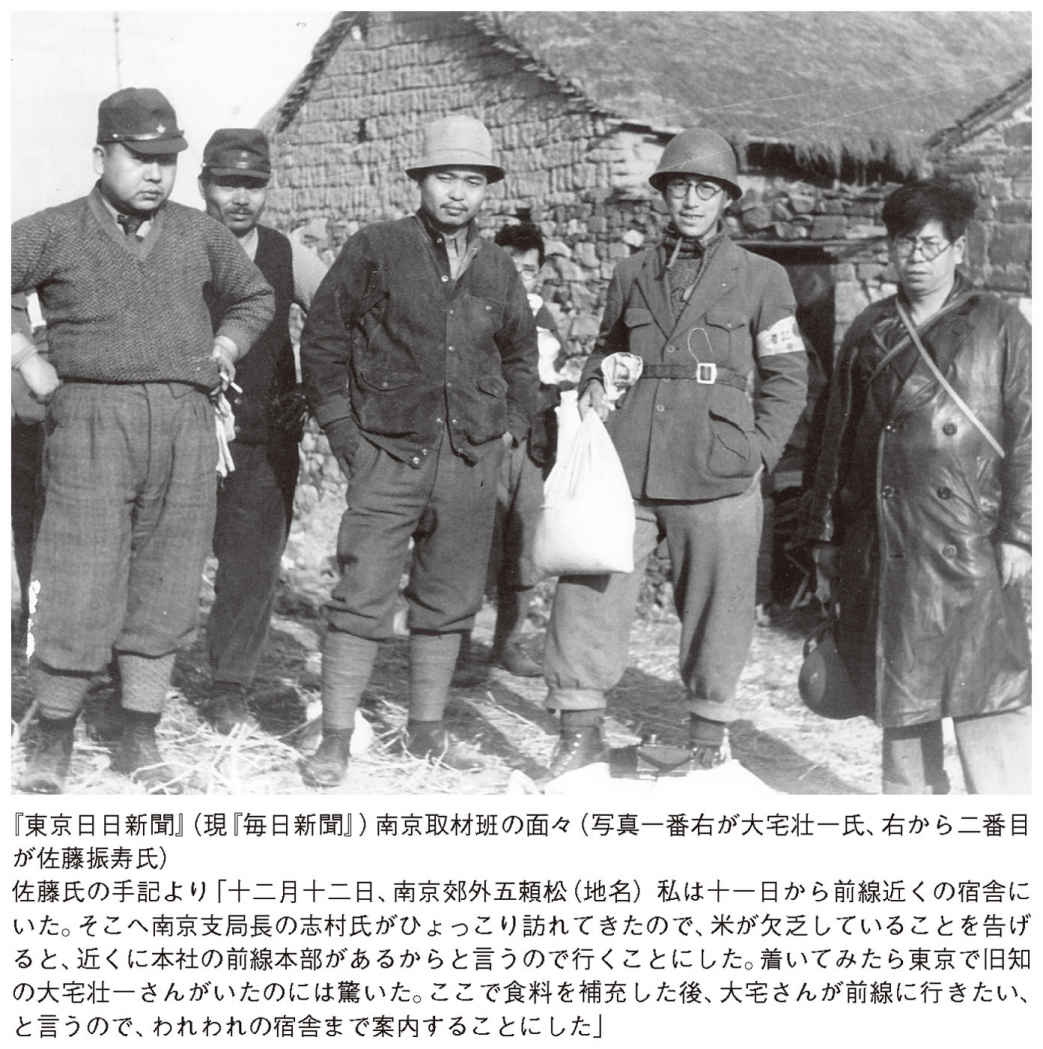 『東京日日新聞』(現『毎日新聞』)南京取材班の面々(写真一番右が大宅壮一氏、右から二番目
が佐藤振寿氏)
佐藤氏の手記より「十二月十二日、南京郊外五頼松(地名) 私は十一日から前線近くの宿舎に
いた。そこへ南京支局長の志村氏がひょっこり訪れてきたので、米が欠乏していることを告げ
ると、近くに本社の前線本部があるからと言うので行くことにした。着いてみたら東京で旧知
の大宅壮一さんがいたのには驚いた。ここで食料を補充した後、大宅さんが前線に行きたい、
と言うので、われわれの宿舎まで案内することにした」